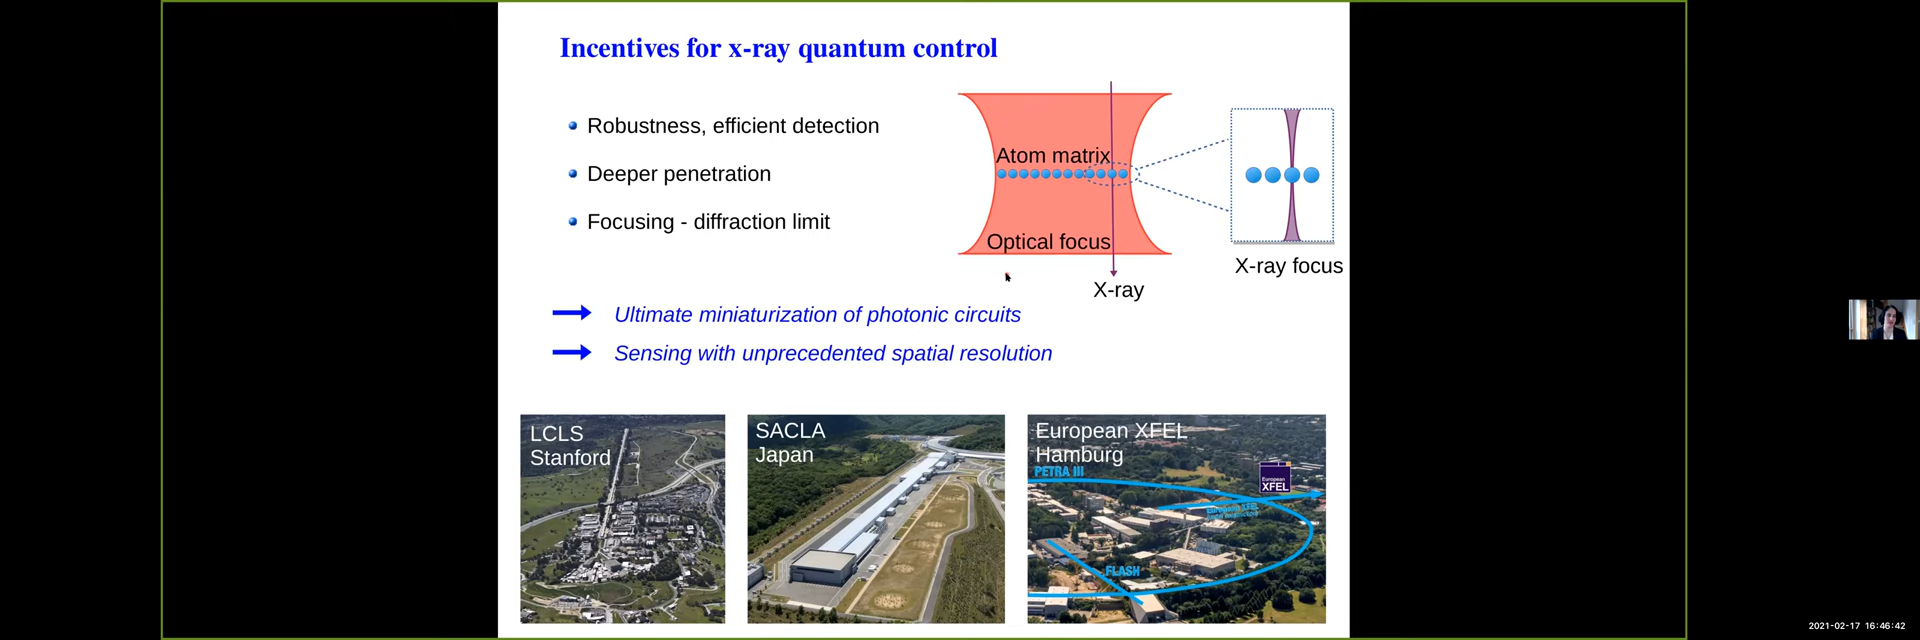 Incentives for x-ray quantum control
Robustness, efficient detection
Deeper penetration
Focusing - diffraction limit
Atom matrix
Optical focus
X-ray
X-ray focus
Ultimate miniaturization of photonic circuits
Sensing with unprecedented spatial resolution
LCLS
Stanford
SACLA
Japan
European XFEL
Hamburg
PETRA III
European
XFEL
European XFEL
FLASH
2021-02-17 16:46:42